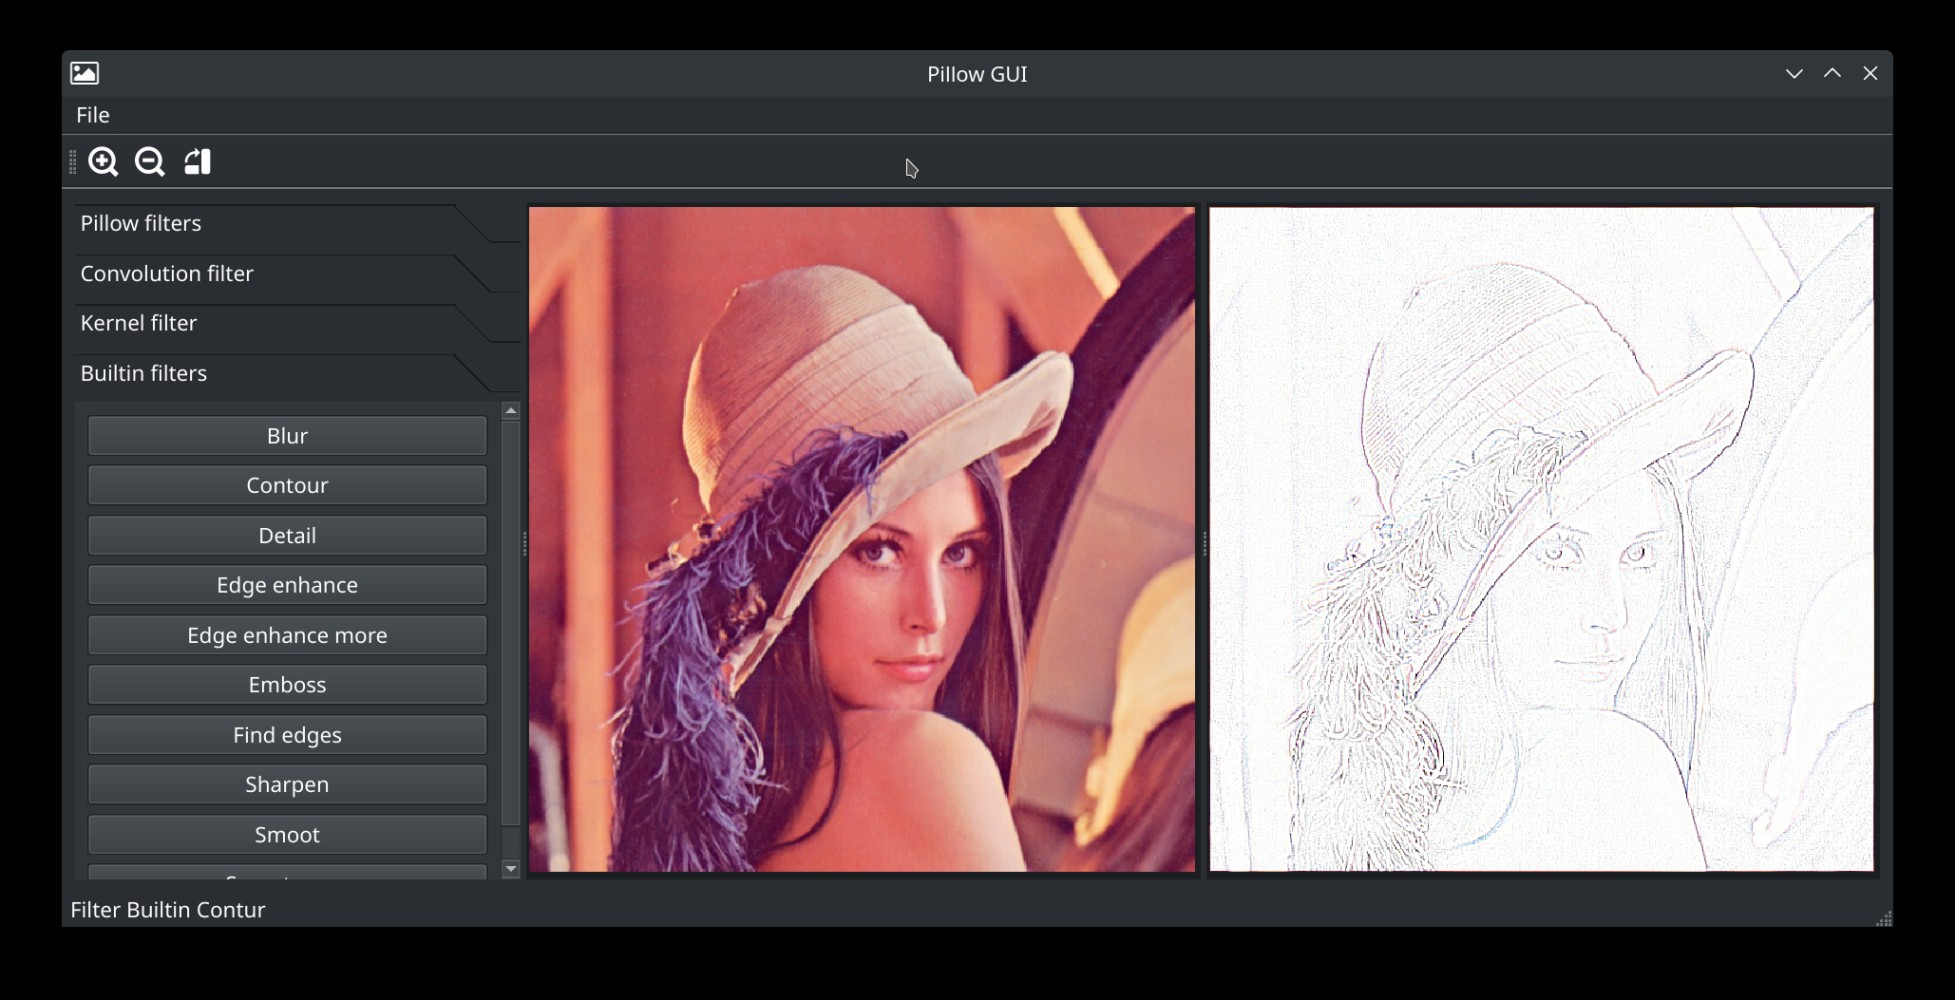 Pillow GUI
File
Pillow filters
Convolution filter
Kernel filter
Builtin filters
Blur
Contour
Detail
Edge enhance
Edge enhance more
Emboss
Find edges
Sharpen
Smoot
Filter Builtin Contur